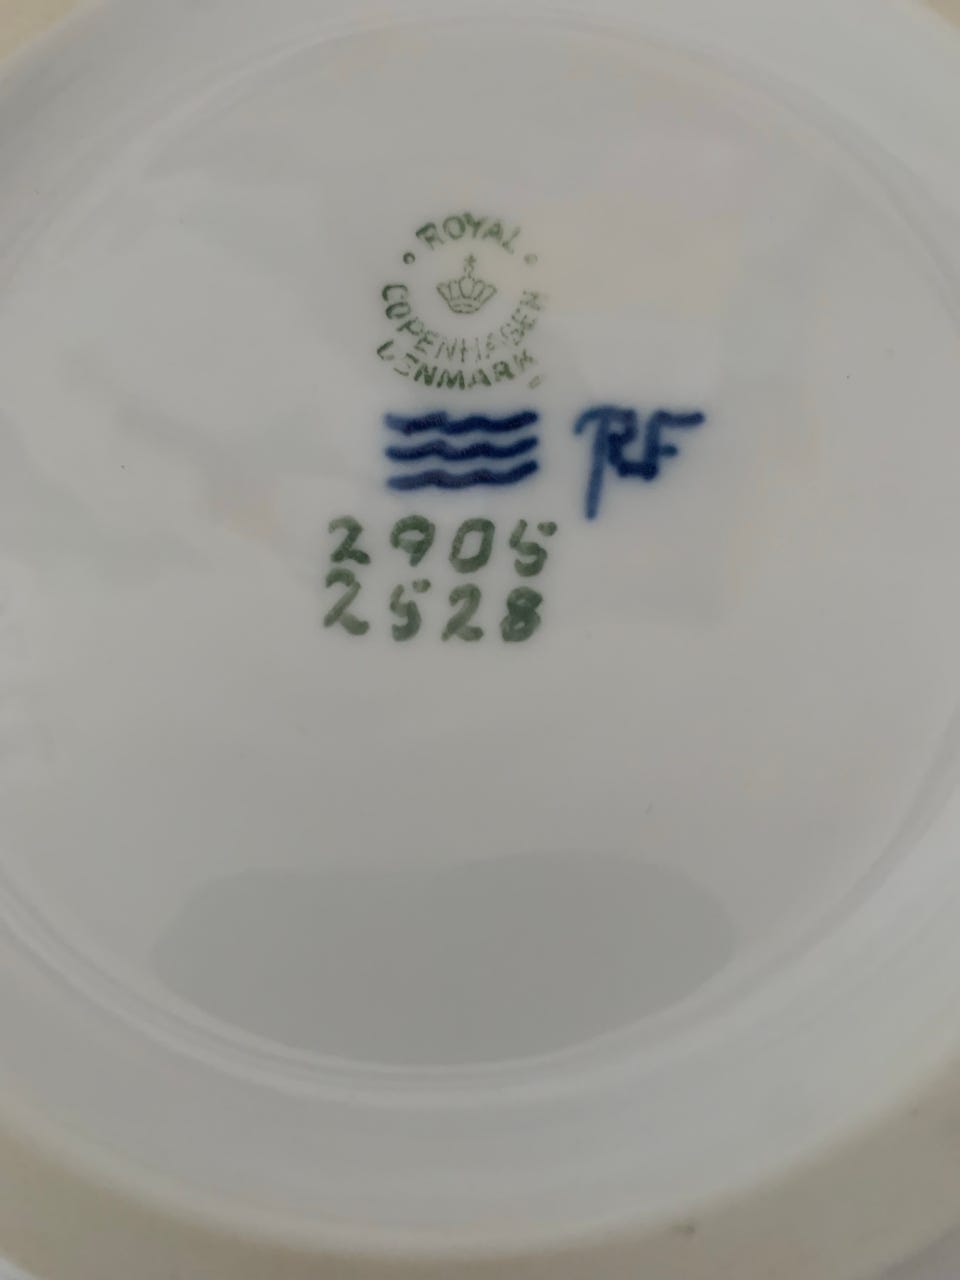 ROYAL
COPENHAGEN
DENMARK
RF
2905
2528